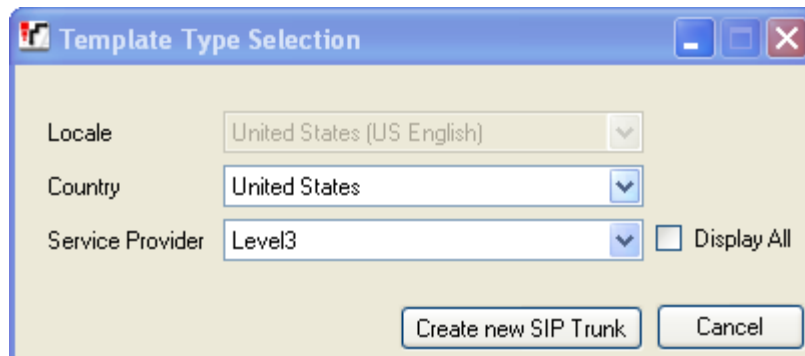 Template Type Selection
Locale United States (US English)
Country United States
Service Provider Level3 Display All
Create new SIP Trunk Cancel